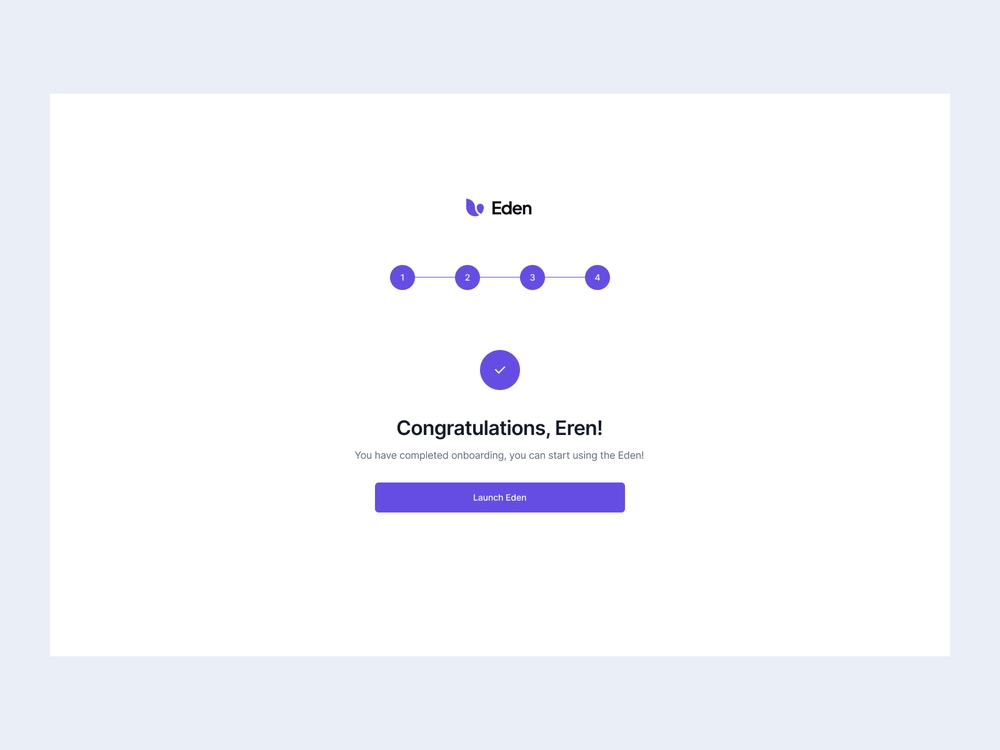 Eden
1 2 3 4
Congratulations, Eren!
You have completed onboarding, you can start using the Eden!
Launch Eden